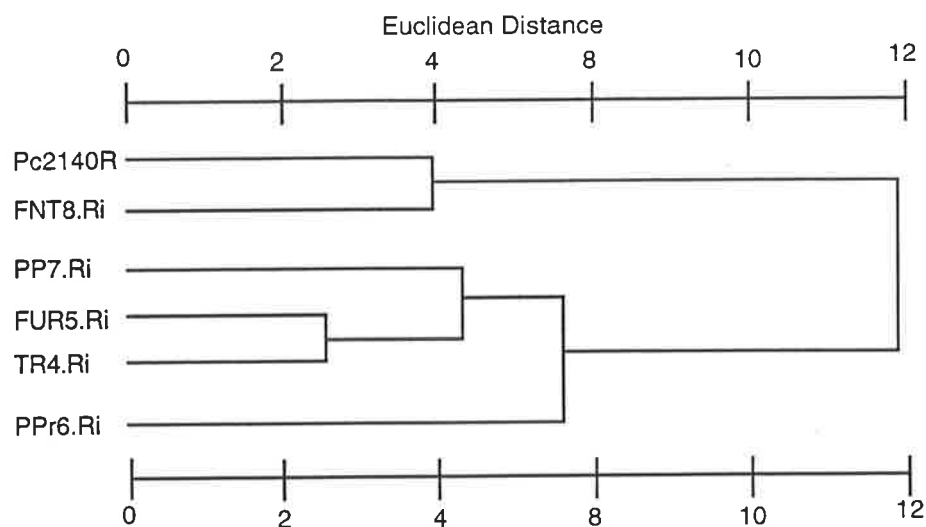 Euclidean Distance
0 2 4 8 10 12
Pc2140R
FNT8.Ri
PP7.Ri
FUR5.Ri
TR4.Ri
PPr6.Ri
0 2 4 8 10 12